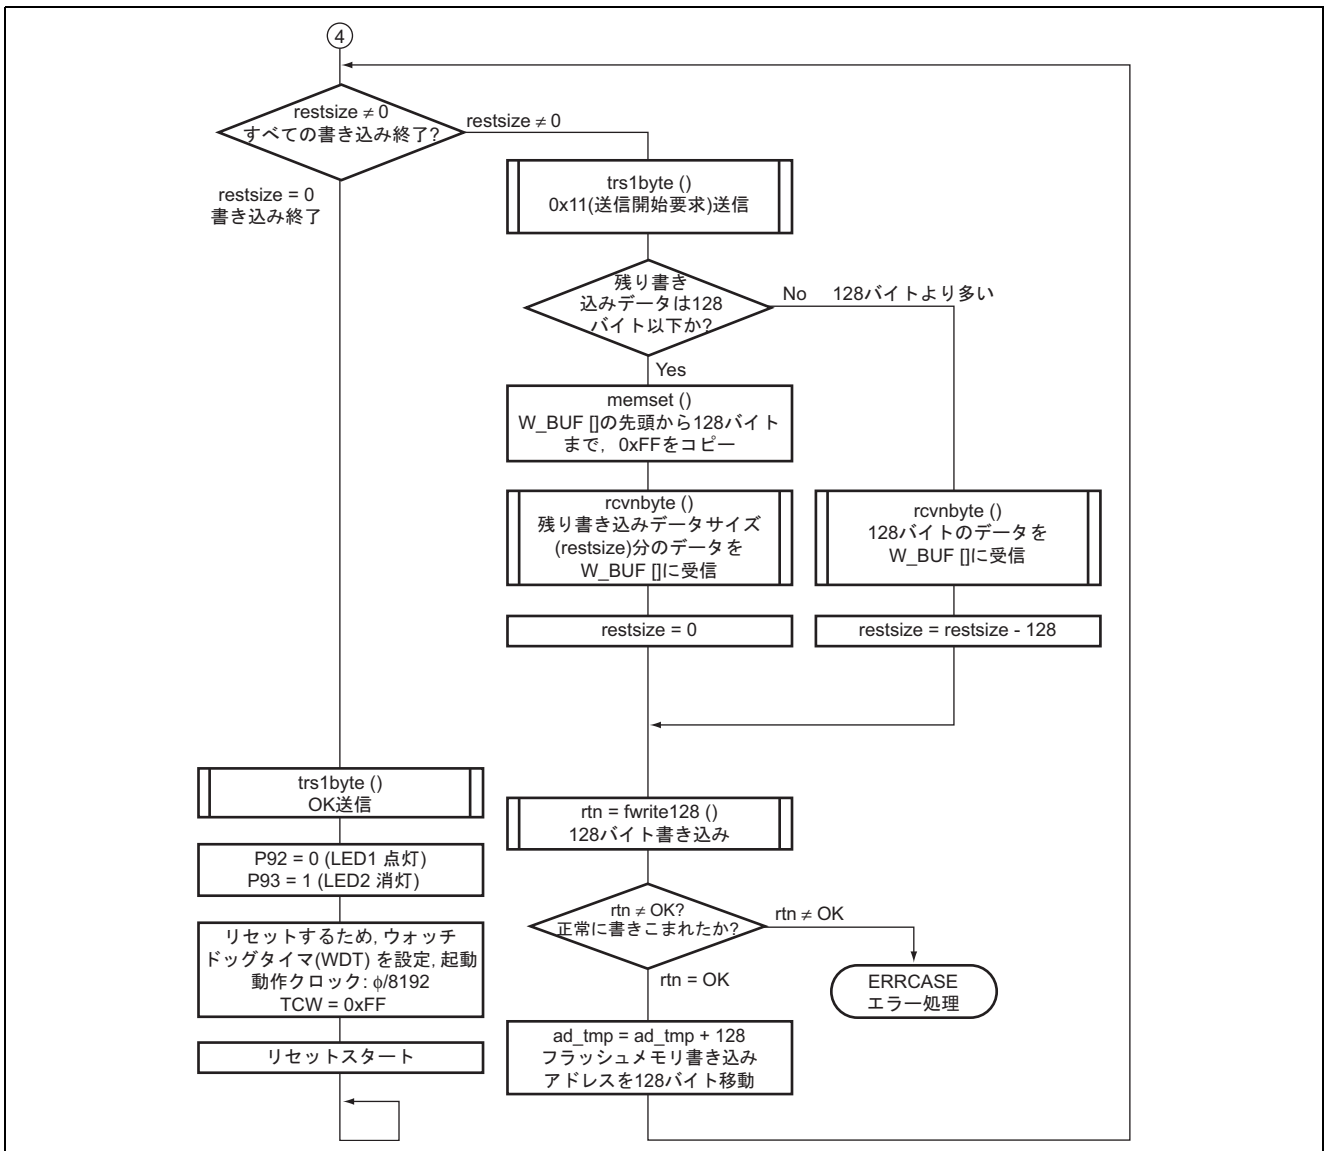 4
restsize ≠ 0
すべての書き込み終了?
restsize ≠ 0
restsize = 0
書き込み終了
trs1byte ()
0x11(送信開始要求)送信
残り書き
込みデータは128
バイト以下か?
No 128バイトより多い
Yes
memset ()
W_BUF []の先頭から128バイト
まで, 0xFFをコピー
rcvnbyte ()
残り書き込みデータサイズ
(restsize)分のデータを
W_BUF []に受信
rcvnbyte ()
128バイトのデータを
W_BUF []に受信
restsize = 0
restsize = restsize - 128
trs1byte ()
OK送信
P92 = 0 (LED1 点灯)
P93 = 1 (LED2 消灯)
リセットするため, ウォッチ
ドッグタイマ(WDT) を設定, 起動
動作クロック: φ/8192
TCW = 0xFF
リセットスタート
rtn = fwrite128 ()
128バイト書き込み
rtn ≠ OK?
正常に書きこまれたか?
rtn ≠ OK
rtn = OK
ERRCASE
エラー処理
ad_tmp = ad_tmp + 128
フラッシュメモリ書き込み
アドレスを128バイト移動